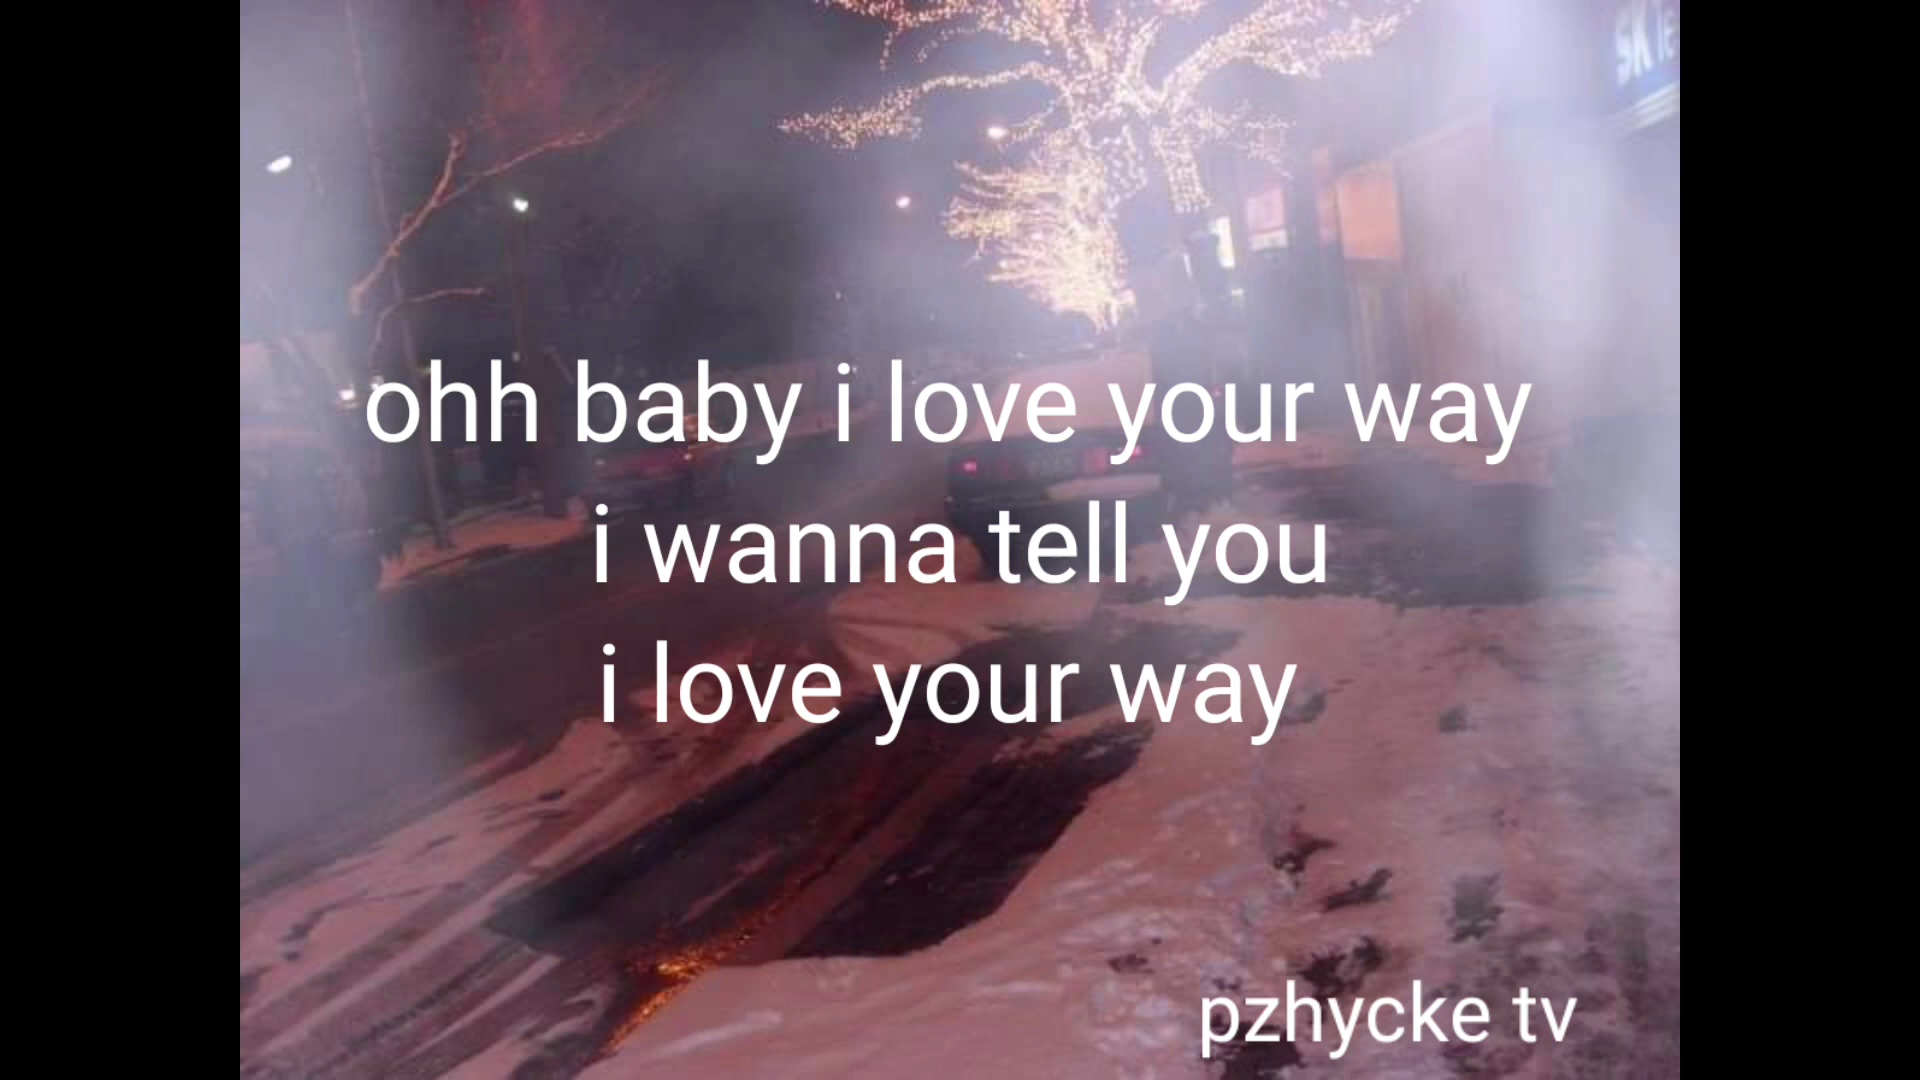 ohh baby i love your way
i wanna tell you
i love your way
pzhycke tv